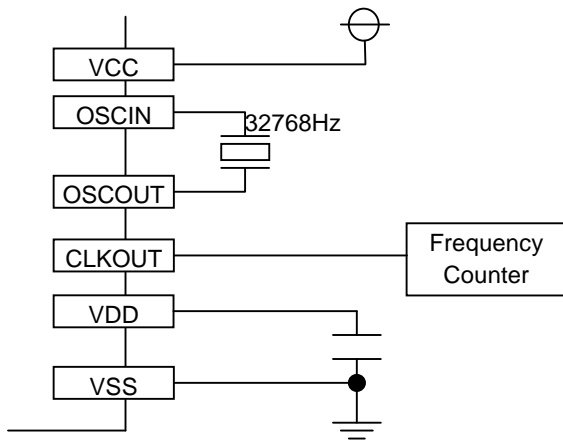 VCC
OSCIN
32768Hz
OSCOUT
CLKOUT
Frequency
Counter
VDD
VSS